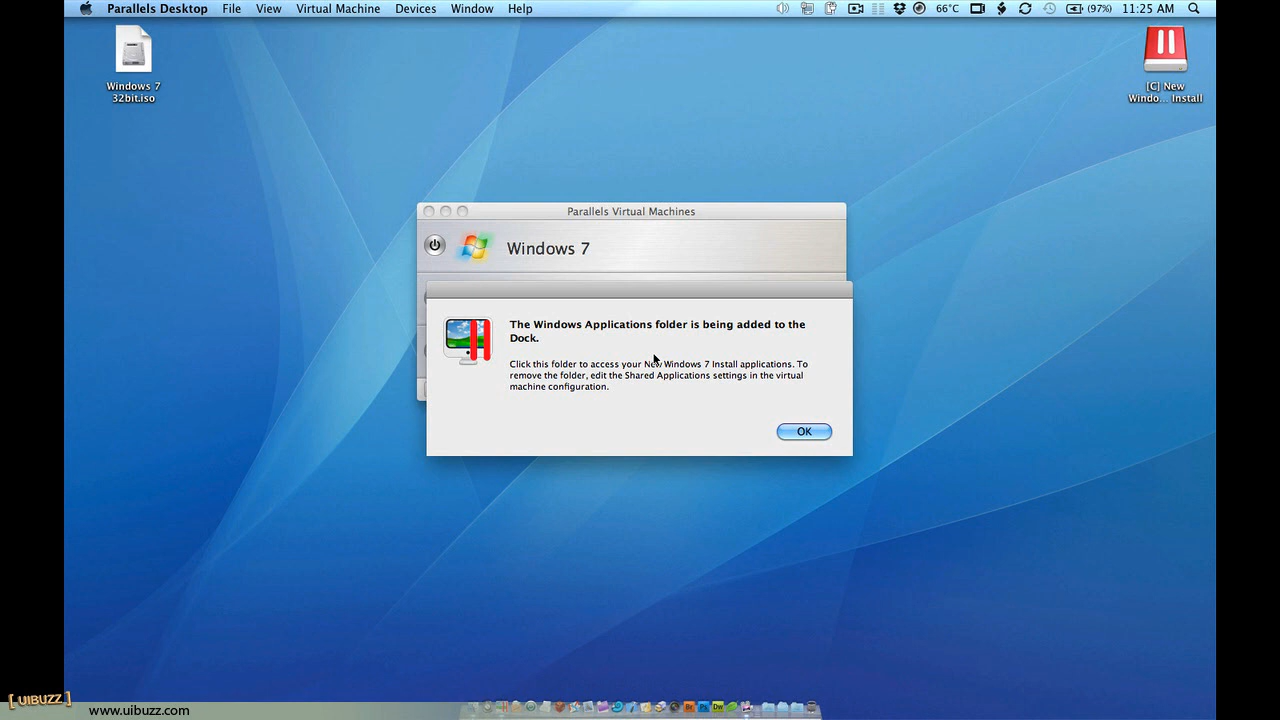 Parallels Desktop File View Virtual Machine Devices Window Help 66°C (97%) 11:25 AM
Windows 7
32bit.iso
[C] New
Windo... Install
Parallels Virtual Machines
Windows 7
The Windows Applications folder is being added to the
Dock.
Click this folder to access your New Windows 7 Install applications. To
remove the folder, edit the Shared Applications settings in the virtual
machine configuration.
OK
Br Ps Dw
[UIBUZZ]
www.uibuzz.com